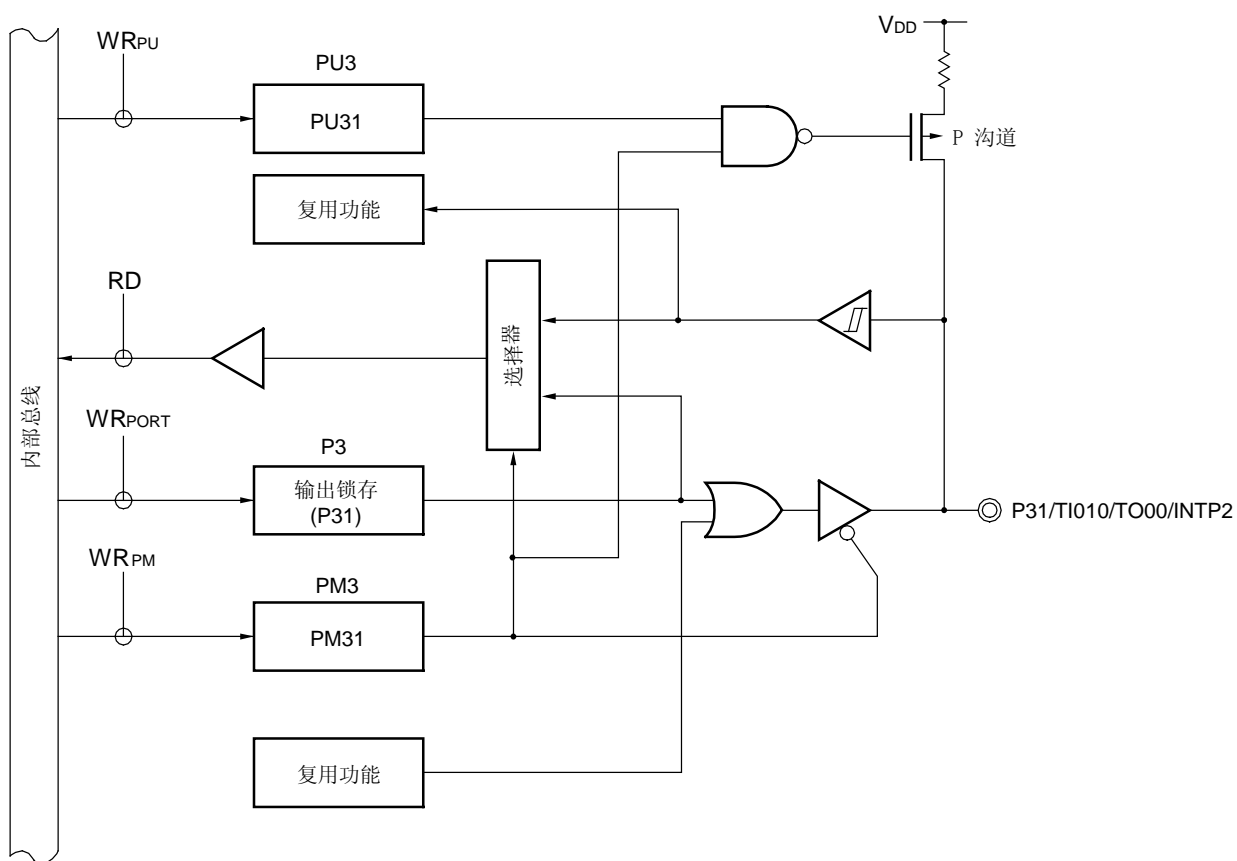 VDD
WRPU
PU3
PU31
P 沟道
复用功能
RD
选择器
内部总线
WRPORT
P3
输出锁存
(P31)
P31/TI010/TO00/INTP2
WRPM
PM3
PM31
复用功能